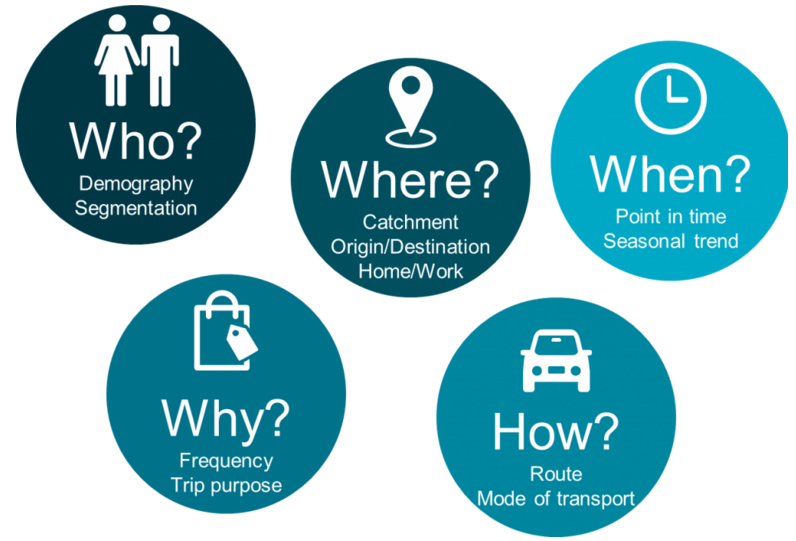 Who?
Demography
Segmentation
Where?
Catchment
Origin/Destination
Home/Work
When?
Point in time
Seasonal trend
Why?
Frequency
Trip purpose
How?
Route
Mode of transport